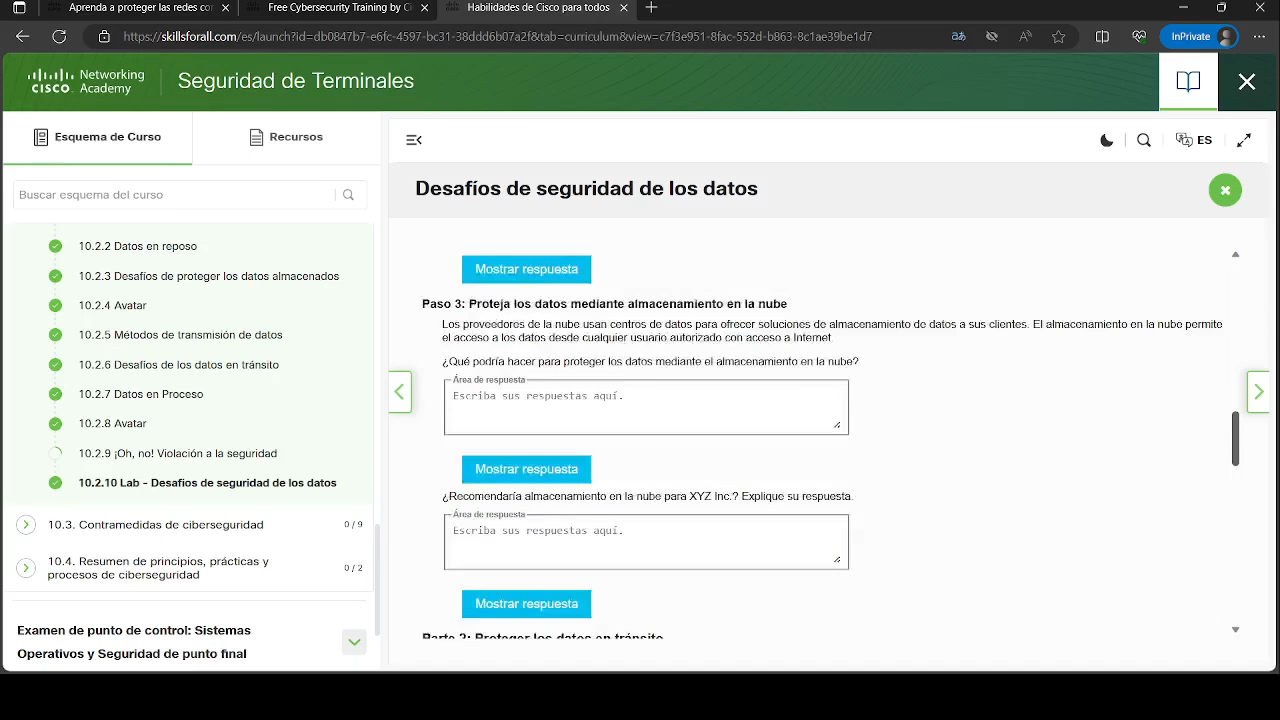 Aprenda a proteger las redes con
Free Cybersecurity Training by Ci
Habilidades de Cisco para todos
https://skillsforall.com/es/launch?id=db0847b7-e6fc-4597-bc31-38ddd6b07a2f&tab=curriculum&view=c7f3e951-8fac-552d-b863-8c1ae39be1d7
InPrivate
CISCO Networking Academy
Seguridad de Terminales
Esquema de Curso
Recursos
ES
Buscar esquema del curso
Desafíos de seguridad de los datos
10.2.2 Datos en reposo
10.2.3 Desafíos de proteger los datos almacenados
10.2.4 Avatar
10.2.5 Métodos de transmisión de datos
10.2.6 Desafíos de los datos en tránsito
10.2.7 Datos en Proceso
10.2.8 Avatar
10.2.9 ¡Oh, no! Violación a la seguridad
10.2.10 Lab - Desafíos de seguridad de los datos
10.3. Contramedidas de ciberseguridad
0 / 9
10.4. Resumen de principios, prácticas y
procesos de ciberseguridad
0 / 2
Examen de punto de control: Sistemas
Operativos y Seguridad de punto final
Mostrar respuesta
Paso 3: Proteja los datos mediante almacenamiento en la nube
Los proveedores de la nube usan centros de datos para ofrecer soluciones de almacenamiento de datos a sus clientes. El almacenamiento en la nube permite
el acceso a los datos desde cualquier usuario autorizado con acceso a Internet.
¿Qué podría hacer para proteger los datos mediante el almacenamiento en la nube?
Área de respuesta
Escriba sus respuestas aquí.
Mostrar respuesta
¿Recomendaría almacenamiento en la nube para XYZ Inc.? Explique su respuesta.
Área de respuesta
Escriba sus respuestas aquí.
Mostrar respuesta
Parte 2: Proteger los datos en tránsito